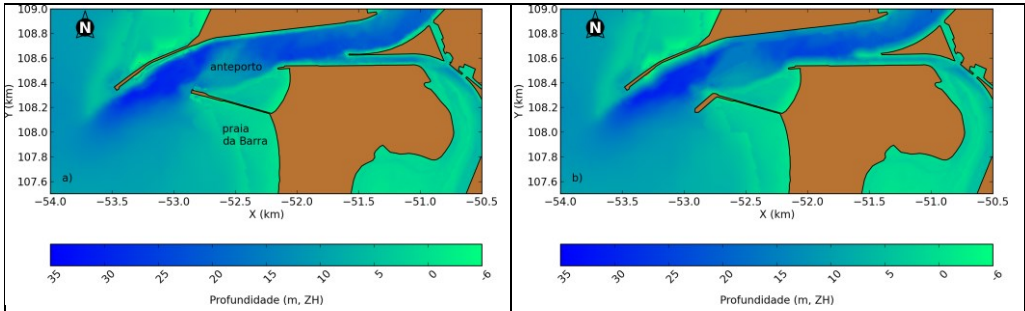 109.0
108.8
108.6
108.4
108.2
108.0
107.8
107.6
Y (km)
N
anteporto
praia
da Barra
a)
−54.0 −53.5 −53.0 −52.5 −52.0 −51.5 −51.0 −50.5
X (km)
35 30 25 20 15 10 5 0 -6
Profundidade (m, ZH)
109.0
108.8
108.6
108.4
108.2
108.0
107.8
107.6
Y (km)
N
b)
−54.0 −53.5 −53.0 −52.5 −52.0 −51.5 −51.0 −50.5
X (km)
35 30 25 20 15 10 5 0 -6
Profundidade (m, ZH)